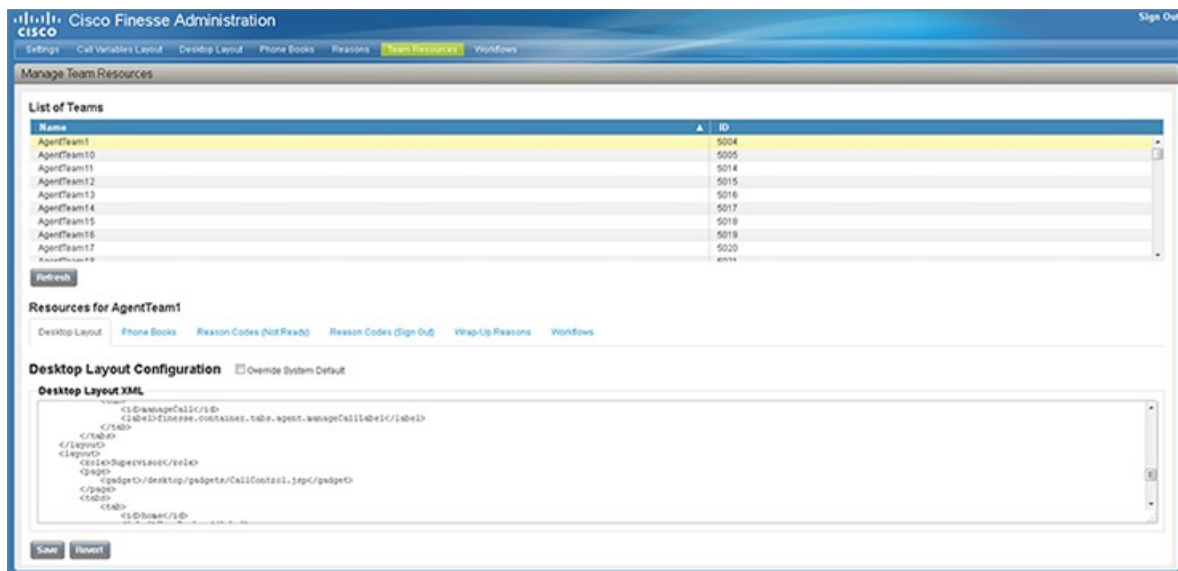 Cisco Finesse Administration
CISCO
Sign Out
Settings Call Variables Layout Desktop Layout Phone Books Reasons Team Resources Workflows
Manage Team Resources
List of Teams
Name ID
AgentTeam1 5004
AgentTeam10 5005
AgentTeam11 5014
AgentTeam12 5015
AgentTeam13 5016
AgentTeam14 5017
AgentTeam15 5018
AgentTeam16 5019
AgentTeam17 5020
AgentTeam18 5021
Refresh
Resources for AgentTeam1
Desktop Layout Phone Books Reason Codes (Not Ready) Reason Codes (Sign Out) Wrap-Up Reasons Workflows
Desktop Layout Configuration Override System Default
Desktop Layout XML
<id>manageCall</id>
<label>finesse.container.tabs.agent.manageCallLabel</label>
</tab>
</tabs>
</layout>
<layout>
<role>Supervisor</role>
<page>
<gadget>/desktop/gadgets/CallControl.jsp</gadget>
</page>
<tabs>
<tab>
<id>home</id>
Save Revert